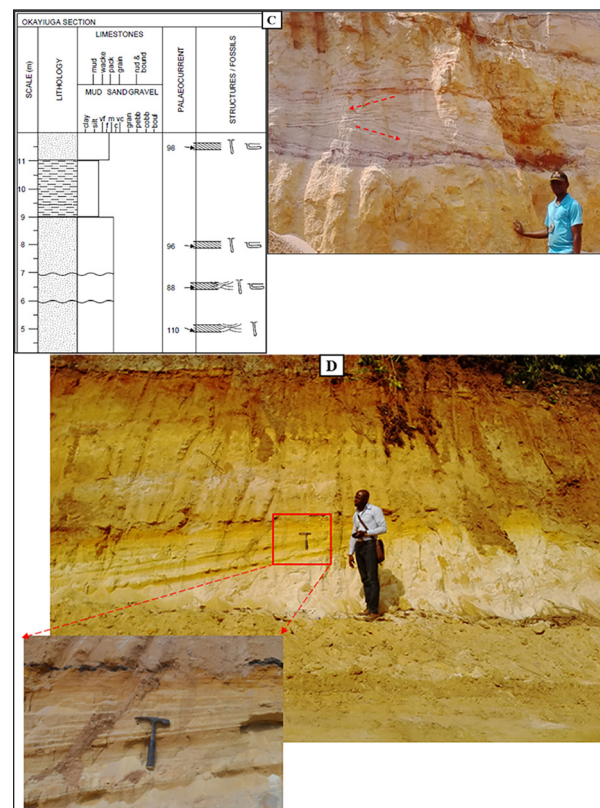 OKAYIUGA SECTION
LIMESTONES
mud
wacke
pack
grain
rud & bound
MUD SAND GRAVEL
clay
silt
vf
f
m
c
vc
gran
pebb
cobb
boul
SCALE (m)
LITHOLOGY
PALAEOCURRENT
STRUCTURES / FOSSILS
98
11
10
9
96
8
7
88
6
110
5
C
D